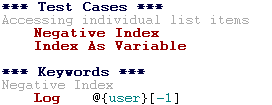 *** Test Cases ***
Accessing individual list items
    Negative Index
    Index As Variable

*** Keywords ***
Negative Index
    Log    @{user}[-1]